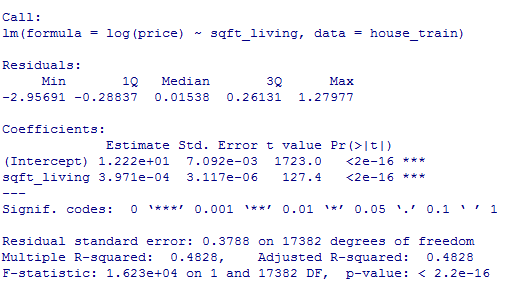 Call:
lm(formula = log(price) ~ sqft_living, data = house_train)
Residuals:
Min 1Q Median 3Q Max
-2.95691 -0.28837 0.01538 0.26131 1.27977
Coefficients:
Estimate Std. Error t value Pr(>|t|)
(Intercept) 1.222e+01 7.092e-03 1723.0 <2e-16 ***
sqft_living 3.971e-04 3.117e-06 127.4 <2e-16 ***
---
Signif. codes: 0 ‘***’ 0.001 ‘**’ 0.01 ‘*’ 0.05 ‘.’ 0.1 ‘ ’ 1
Residual standard error: 0.3788 on 17382 degrees of freedom
Multiple R-squared: 0.4828, Adjusted R-squared: 0.4828
F-statistic: 1.623e+04 on 1 and 17382 DF, p-value: < 2.2e-16